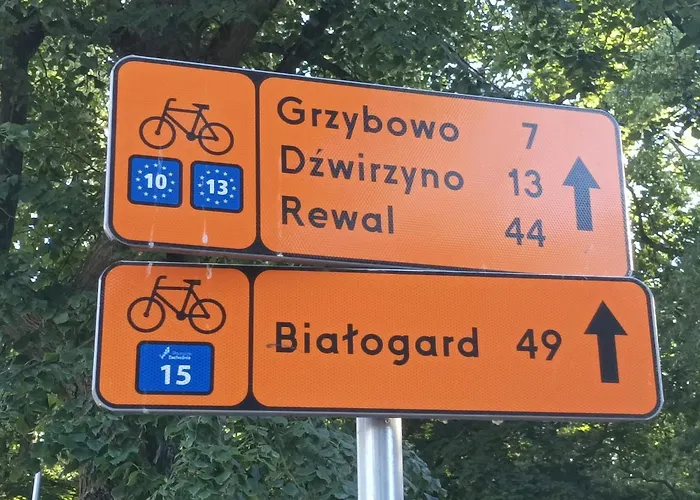 Grzybowo 7
Dźwirzyno 13
Rewal 44
10 13
Białogard 49
15